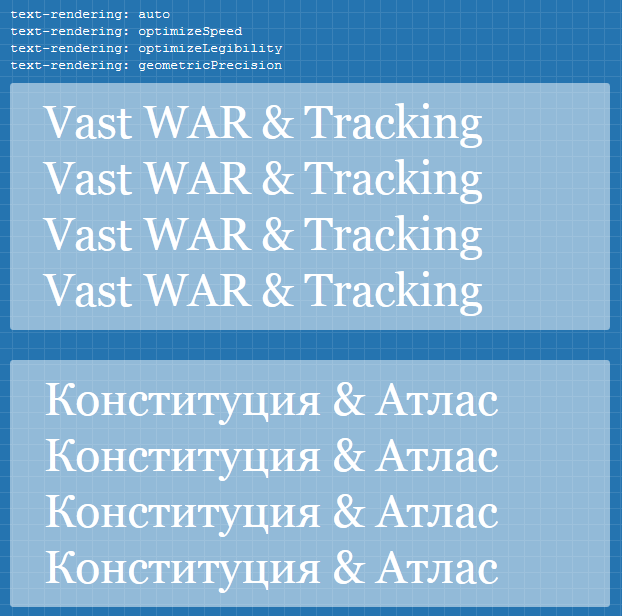 text-rendering: auto
text-rendering: optimizeSpeed
text-rendering: optimizeLegibility
text-rendering: geometricPrecision
Vast WAR & Tracking
Vast WAR & Tracking
Vast WAR & Tracking
Vast WAR & Tracking
Конституция & Атлас
Конституция & Атлас
Конституция & Атлас
Конституция & Атлас